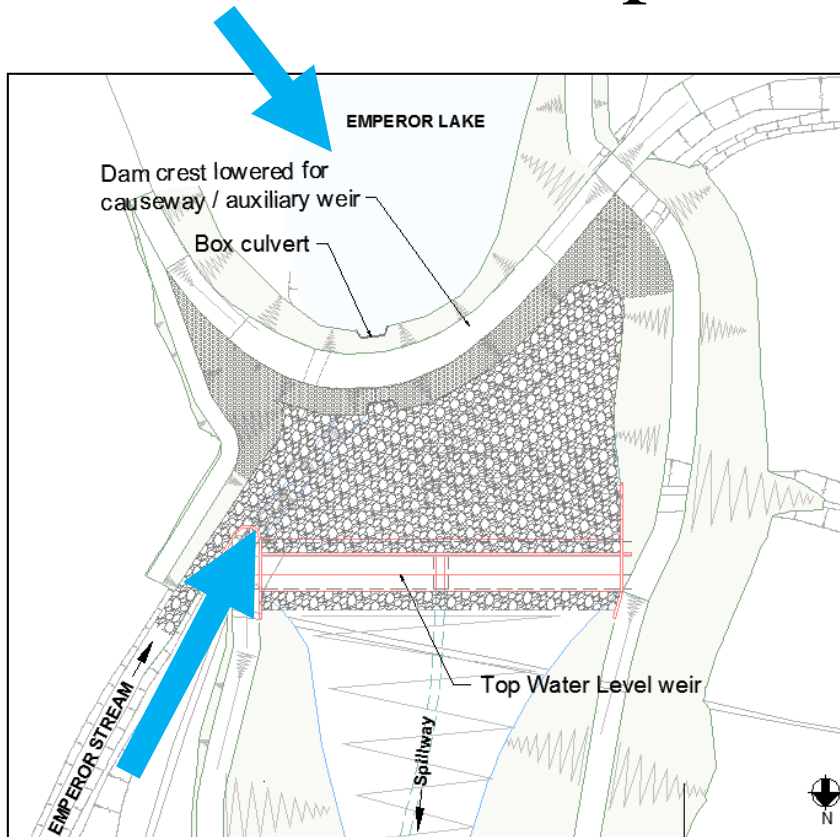 EMPEROR LAKE
Dam crest lowered for
causeway / auxiliary weir
Box culvert
Top Water Level weir
EMPEROR STREAM
Spillway
N